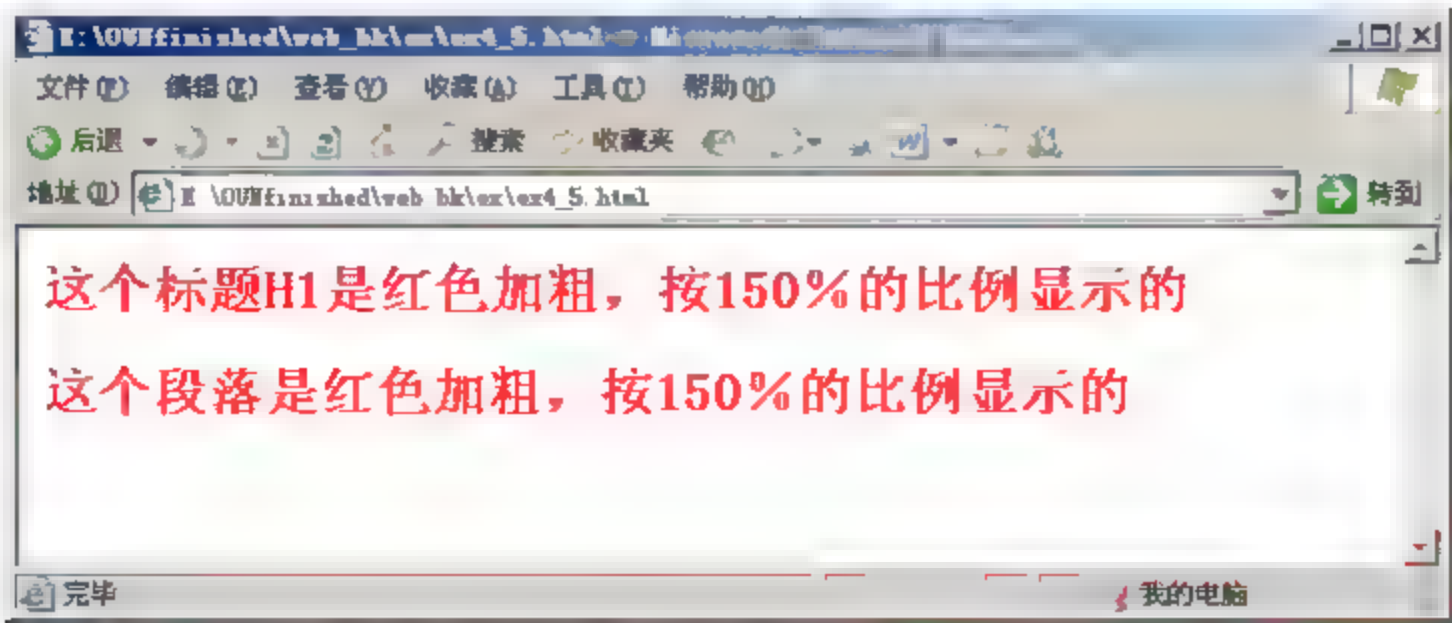 E:\OUTfinished\web_bk\ex\ex4_5.html
文件(F) 编辑(E) 查看(V) 收藏(A) 工具(T) 帮助(H)
后退 搜索 收藏夹
地址(D) E:\OUTfinished\web_bk\ex\ex4_5.html 转到
这个标题H1是红色加粗，按150%的比例显示的
这个段落是红色加粗，按150%的比例显示的
完毕 我的电脑